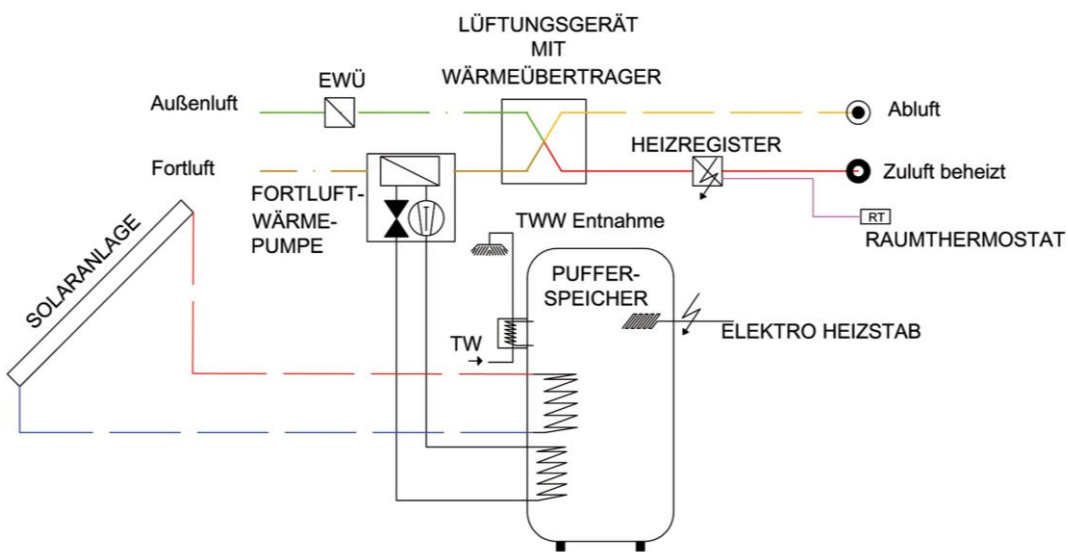 LÜFTUNGSGERÄT
MIT
WÄRMEÜBERTRAGER
EWÜ
Außenluft
Abluft
HEIZREGISTER
Fortluft
Zuluft beheizt
FORTLUFT-
WÄRME-
PUMPE
RT
RAUMTHERMOSTAT
TWW Entnahme
SOLARANLAGE
PUFFER-
SPEICHER
ELEKTRO HEIZSTAB
TW